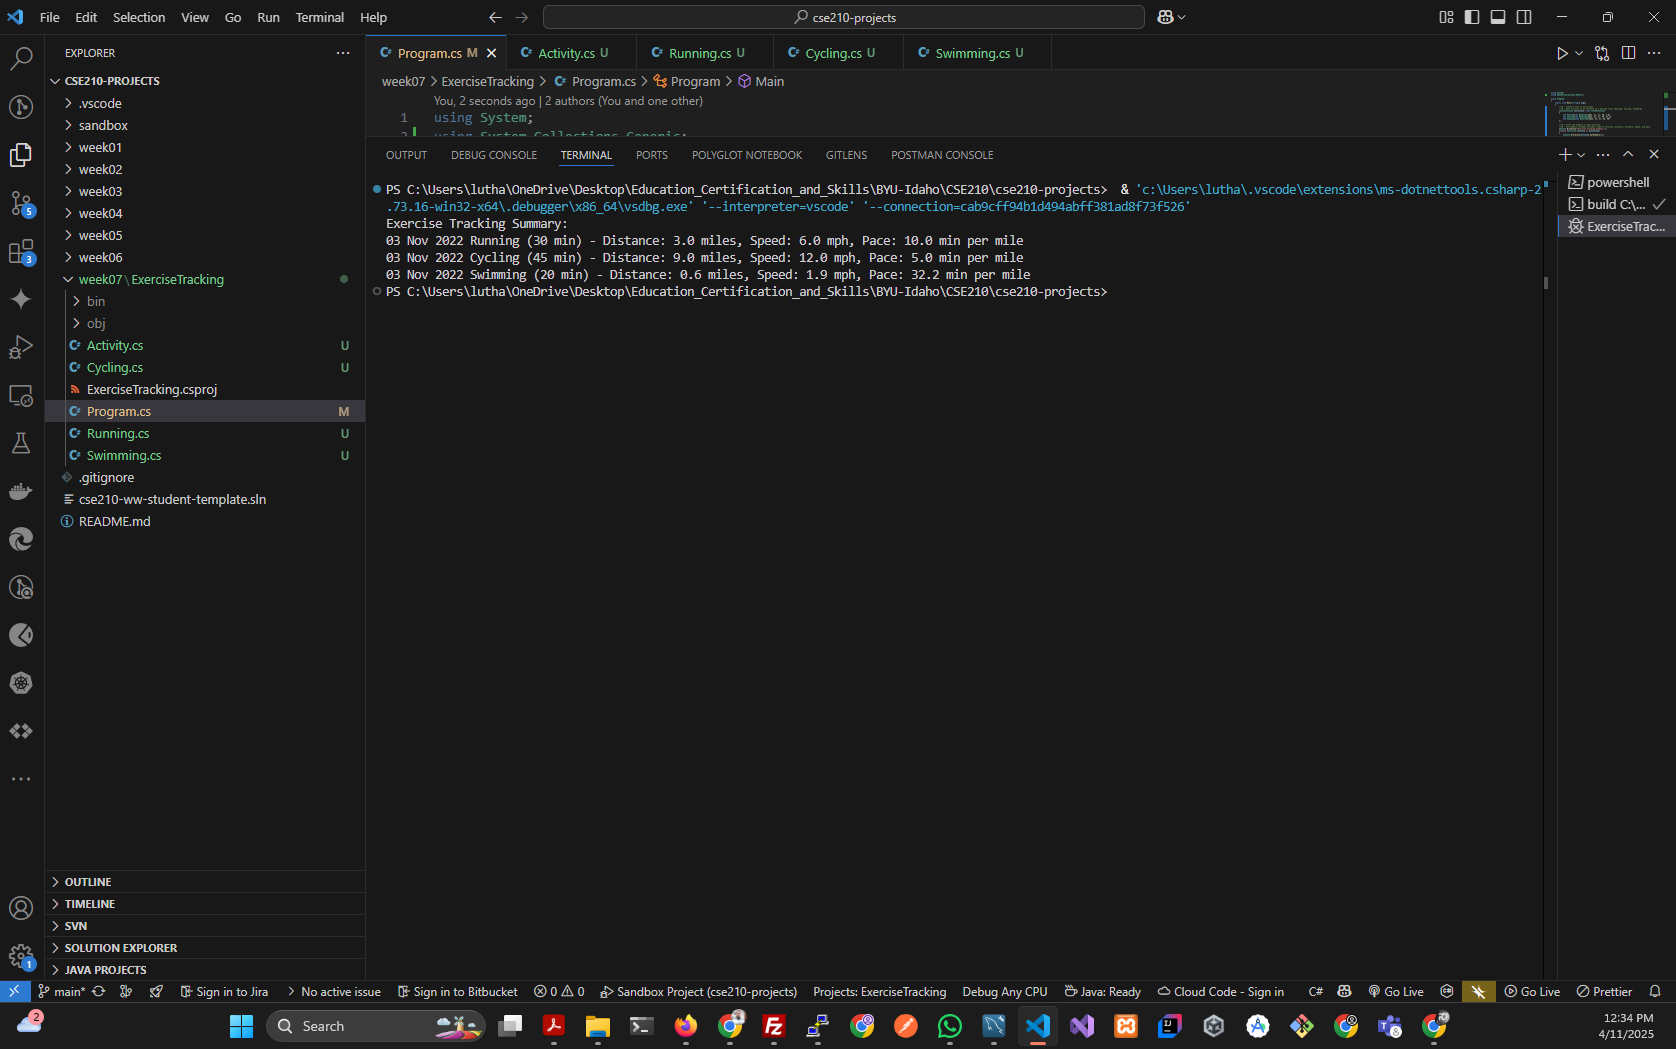 File Edit Selection View Go Run Terminal Help
cse210-projects
EXPLORER
CSE210-PROJECTS
.vscode
sandbox
week01
week02
week03
week04
week05
week06
week07\ExerciseTracking
bin
obj
Activity.cs U
Cycling.cs U
ExerciseTracking.csproj
Program.cs M
Running.cs U
Swimming.cs U
.gitignore
cse210-ww-student-template.sln
README.md
OUTLINE
TIMELINE
SVN
SOLUTION EXPLORER
JAVA PROJECTS
5
3
1
Program.cs M Activity.cs U Running.cs U Cycling.cs U Swimming.cs U
week07 > ExerciseTracking > Program.cs > Program > Main
You, 2 seconds ago | 2 authors (You and one other)
1 using System;
2 using System.Collections.Generic;
OUTPUT DEBUG CONSOLE TERMINAL PORTS POLYGLOT NOTEBOOK GITLENS POSTMAN CONSOLE
PS C:\Users\lutha\OneDrive\Desktop\Education_Certification_and_Skills\BYU-Idaho\CSE210\cse210-projects> & 'c:\Users\lutha\.vscode\extensions\ms-dotnettools.csharp-2
.73.16-win32-x64\.debugger\x86_64\vsdbg.exe' '--interpreter=vscode' '--connection=cab9cff94b1d494abff381ad8f73f526'
Exercise Tracking Summary:
03 Nov 2022 Running (30 min) - Distance: 3.0 miles, Speed: 6.0 mph, Pace: 10.0 min per mile
03 Nov 2022 Cycling (45 min) - Distance: 9.0 miles, Speed: 12.0 mph, Pace: 5.0 min per mile
03 Nov 2022 Swimming (20 min) - Distance: 0.6 miles, Speed: 1.9 mph, Pace: 32.2 min per mile
PS C:\Users\lutha\OneDrive\Desktop\Education_Certification_and_Skills\BYU-Idaho\CSE210\cse210-projects>
powershell
build C:\...
ExerciseTrac...
main* Sign in to Jira No active issue Sign in to Bitbucket 0 0 Sandbox Project (cse210-projects) Projects: ExerciseTracking Debug Any CPU Java: Ready Cloud Code - Sign in C# Go Live Go Live Prettier
2
Search
12:34 PM
4/11/2025